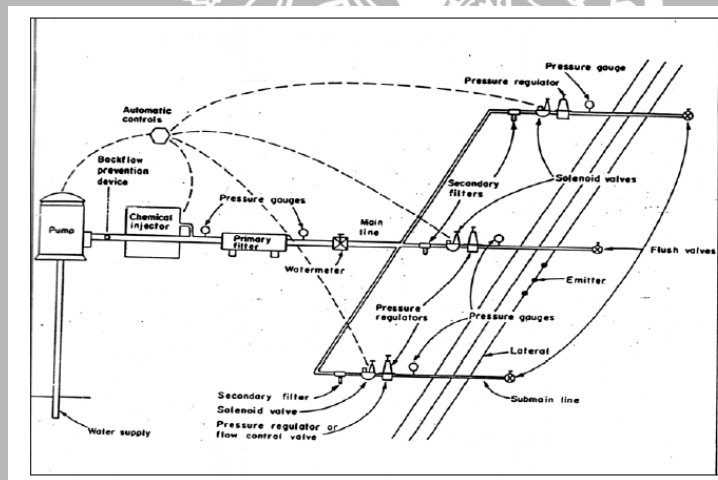 Pressure gauge
Pressure regulator
Automatic
controls
Backflow
prevention
device
Chemical
injector
Pressure gauges
Secondary
filters
Solenoid valves
Pump
Primary
filter
Main
line
Watermeter
Flush valves
Emitter
Pressure
regulators
Pressure gauges
Lateral
Secondary filter
Solenoid valve
Submain line
Pressure regulator or
flow control valve
Water supply